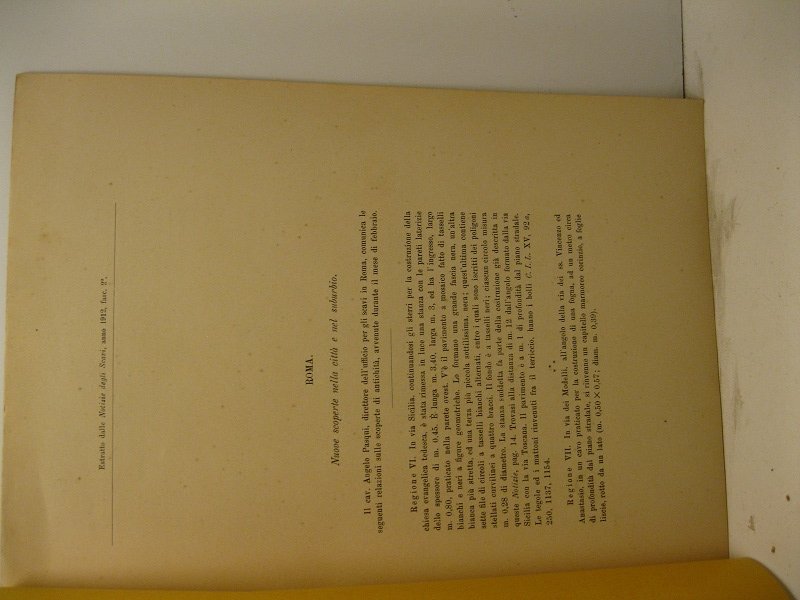 Estratto dalle Notizie degli Scavi, anno 1912, fasc. 2°.
ROMA.
Nuove scoperte nella città e nel suburbio.
Il cav. Angelo Pasqui, direttore dell'ufficio per gli scavi in Roma, comunica le
seguenti relazioni sulle scoperte di antichità, avvenute durante il mese di febbraio.
Regione VI. In via Sicilia, continuandosi gli sterri per la costruzione della
chiesa evangelica tedesca, è stata rimessa in luce una stanza con le pareti laterizie
dello spessore di m. 0,45. È lunga m. 3,40, larga m. 3, ed ha l'ingresso, largo
m. 0,80, praticato nella parete ovest. V'è il pavimento a mosaico fatto di tasselli
bianchi e neri a figure geometriche. Lo formano una grande fascia nera, un'altra
bianca più stretta, ed una terza più piccola sottilissima, nera; quest'ultima contiene
sette file di circoli a tasselli bianchi alternati, entro i quali sono iscritti dei poligoni
stellati curvilinei a quattro bracci. Il fondo è a tasselli neri; ciascun circolo misura
m. 0,28 di diametro. La stanza suddetta fa parte della costruzione già descritta in
queste Notizie, pag. 14. Trovasi alla distanza di m. 12 dall'angolo formato dalla via
Sicilia con la via Toscana. Il pavimento è a m. 1 di profondità dal piano stradale.
Le tegole ed i mattoni rinvenuti fra il terriccio, hanno i bolli C. I. L. XV, 92 a,
250, 1137, 1154.
Regione VII. In via dei Modelli, all'angolo della via dei ss. Vincenzo ed
Anastasio, in un cavo praticato per la costruzione di una fogna, ad un metro circa
di profondità dal piano stradale, si rinvenne un capitello marmoreo corinzio, a foglie
liscie, rotto da un lato (m. 0,50 × 0,57; diam. m. 0,39).